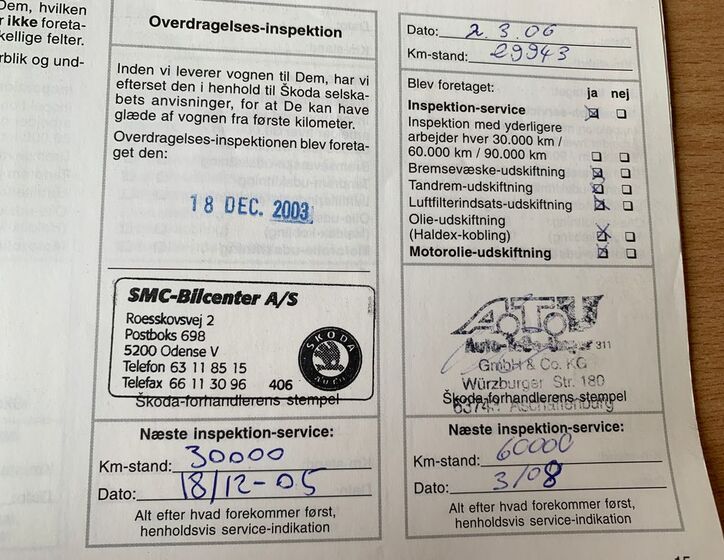 Dem, hvilken
r ikke foreta-
kellige felter.
rblik og und-
Overdragelses-inspektion
Inden vi leverer vognen til Dem, har vi
efterset den i henhold til Škoda selska-
bets anvisninger, for at De kan have
glæde af vognen fra første kilometer.
Overdragelses-inspektionen blev foreta-
get den:
18 DEC. 2003
SMC-Bilcenter A/S
Roesskovsvej 2
Postboks 698
5200 Odense V
Telefon 63 11 85 15
Telefax 66 11 30 96 406
SKODA
AUTO
Škoda-forhandlerens stempel
Næste inspektion-service:
Km-stand: 30000
Dato: 18/12-05
Alt efter hvad forekommer først,
henholdsvis service-indikation
Dato: 2.3.06
Km-stand: 29943
Blev foretaget: ja nej
Inspektion-service
Inspektion med yderligere
arbejder hver 30.000 km /
60.000 km / 90.000 km
Bremsevæske-udskiftning
Tandrem-udskiftning
Luftfilterindsats-udskiftning
Olie-udskiftning
(Haldex-kobling)
Motorolie-udskiftning
ATU
311
GmbH & Co. KG
Würzburger Str. 180
Škoda-forhandlerens stempel
Aschaffenburg
Næste inspektion-service:
Km-stand: 60000
Dato: 3/08
Alt efter hvad forekommer først,
henholdsvis service-indikation